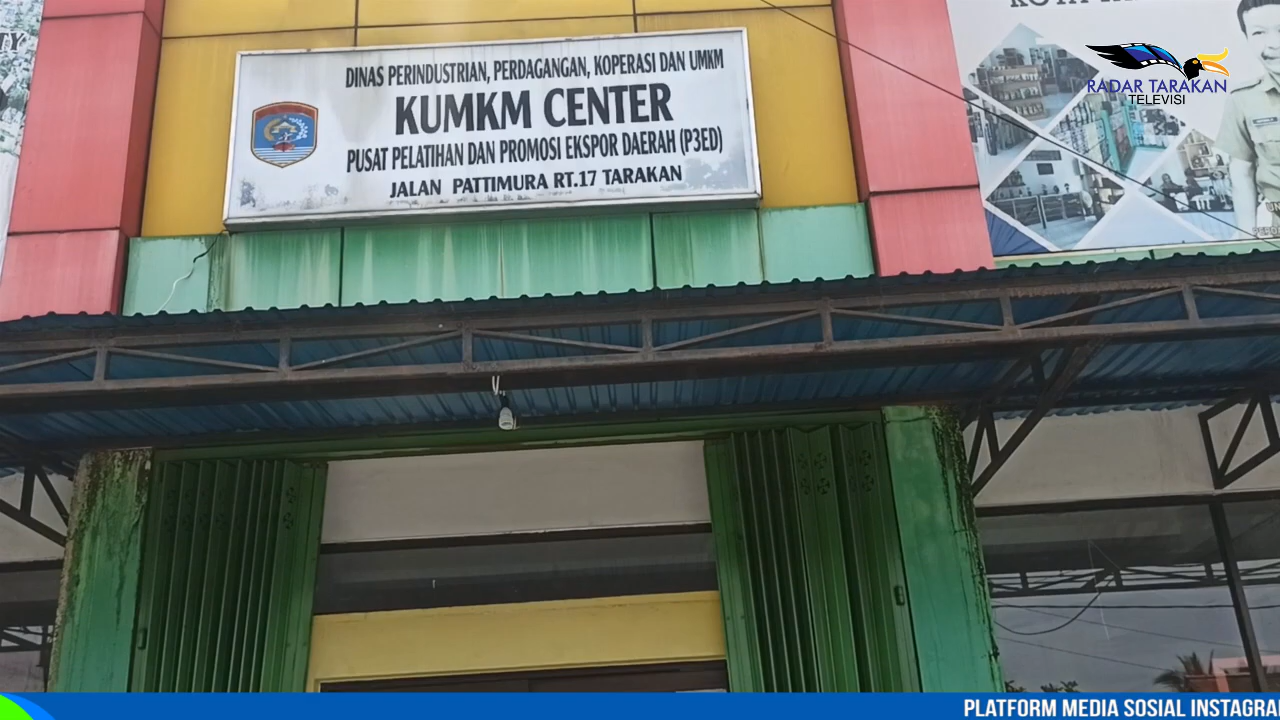 DINAS PERINDUSTRIAN, PERDAGANGAN, KOPERASI DAN UMKM
KUMKM CENTER
PUSAT PELATIHAN DAN PROMOSI EKSPOR DAERAH (P3ED)
JALAN PATTIMURA RT.17 TARAKAN
RADAR TARAKAN
TELEVISI
PLATFORM MEDIA SOSIAL INSTAGRA